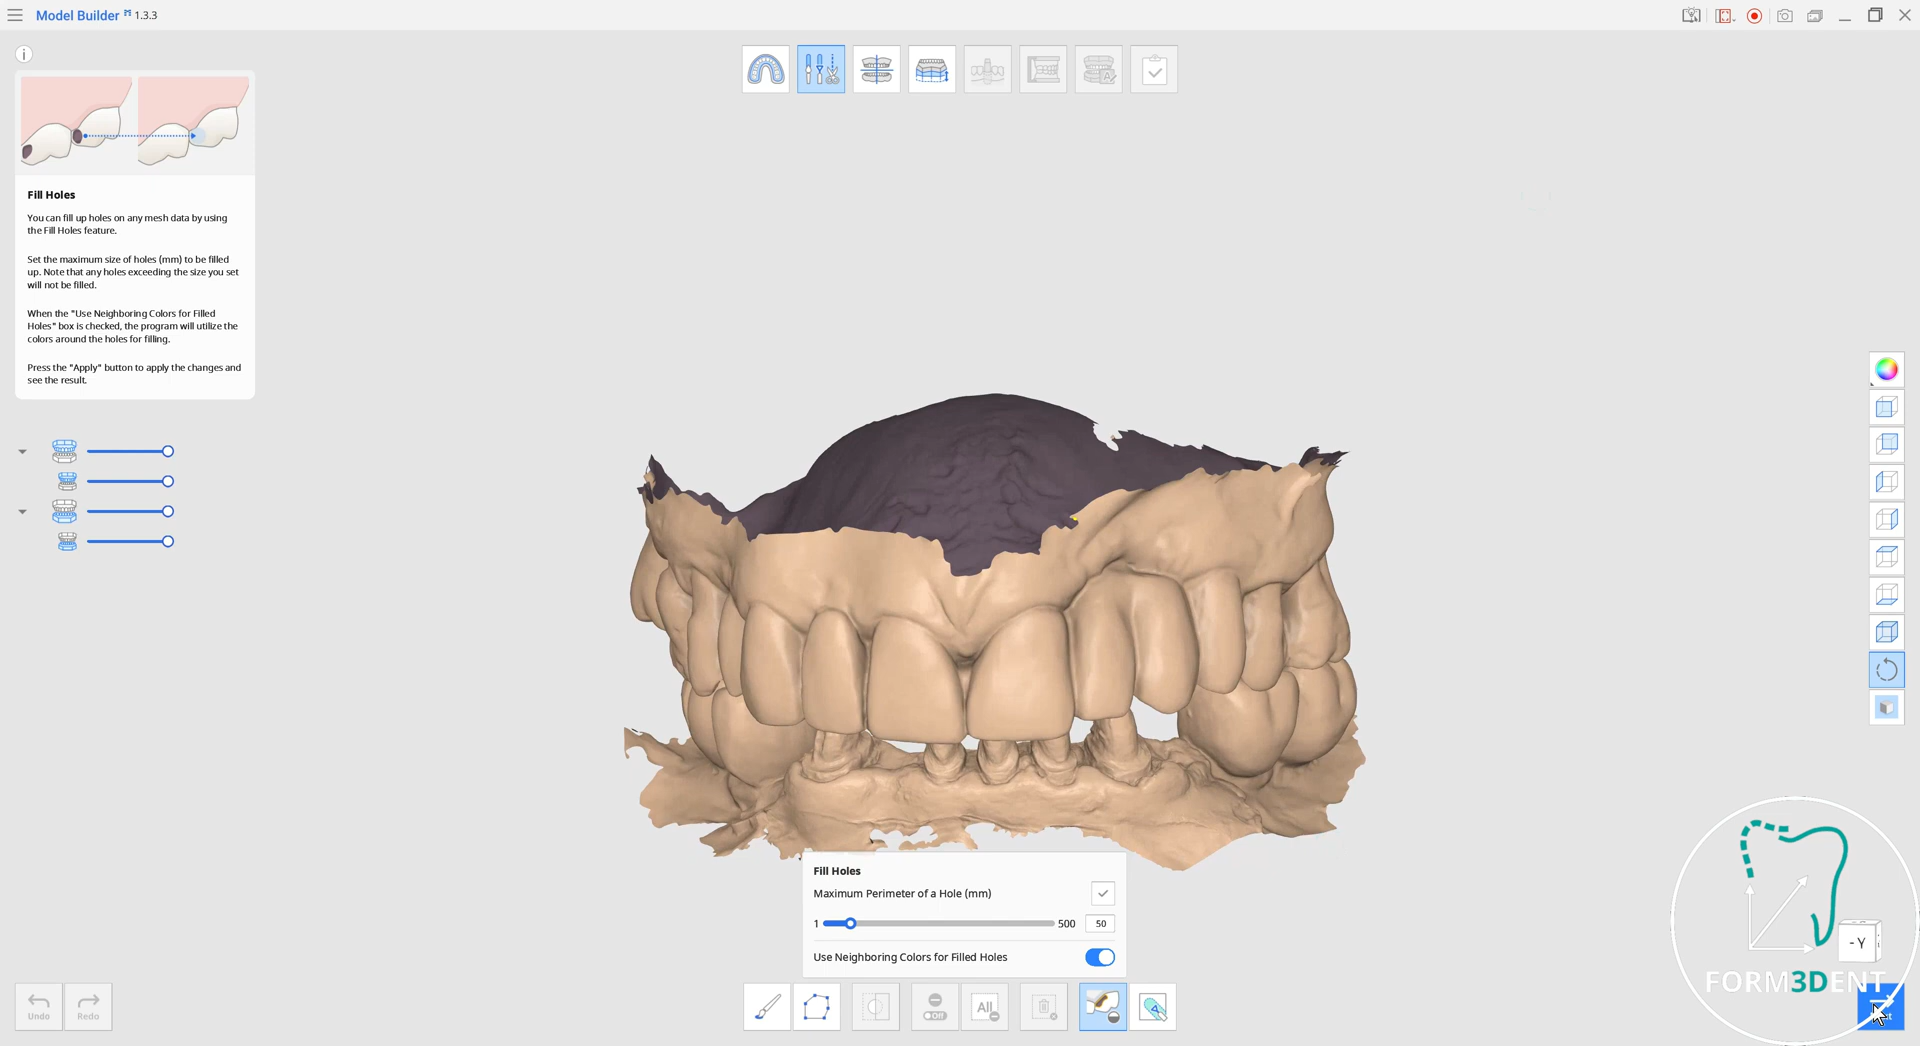 Model Builder 1.3.3
Fill Holes
You can fill up holes on any mesh data by using
the Fill Holes feature.
Set the maximum size of holes (mm) to be filled
up. Note that any holes exceeding the size you set
will not be filled.
When the "Use Neighboring Colors for Filled
Holes" box is checked, the program will utilize the
colors around the holes for filling.
Press the "Apply" button to apply the changes and
see the result.
Fill Holes
Maximum Perimeter of a Hole (mm)
1 500 50
Use Neighboring Colors for Filled Holes
- Y
FORM3DENT
Undo Redo
Off All